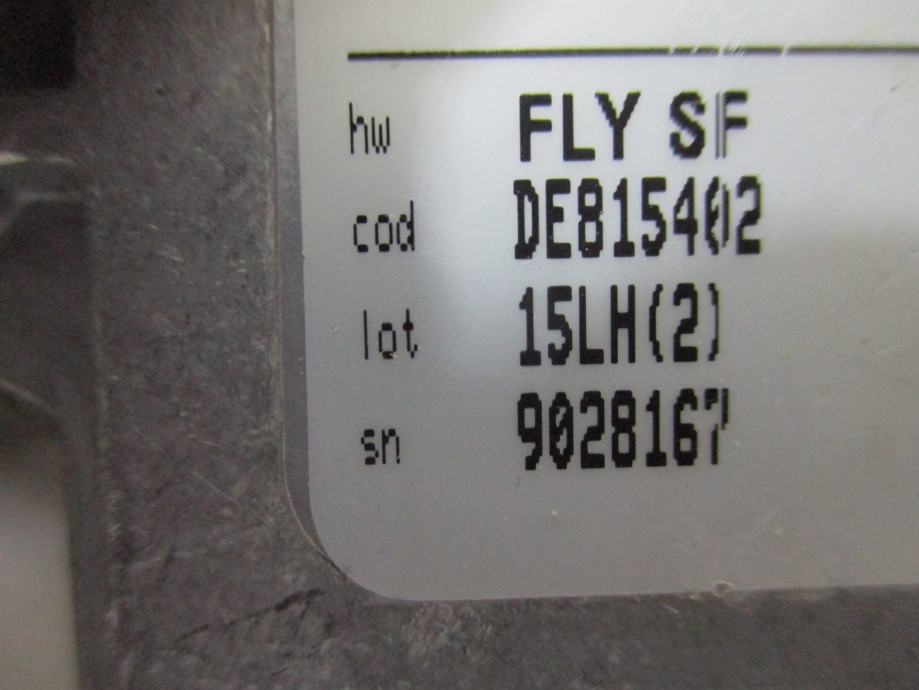 hw FLY SF
cod DE815402
lot 15LH(2)
sn 9028167